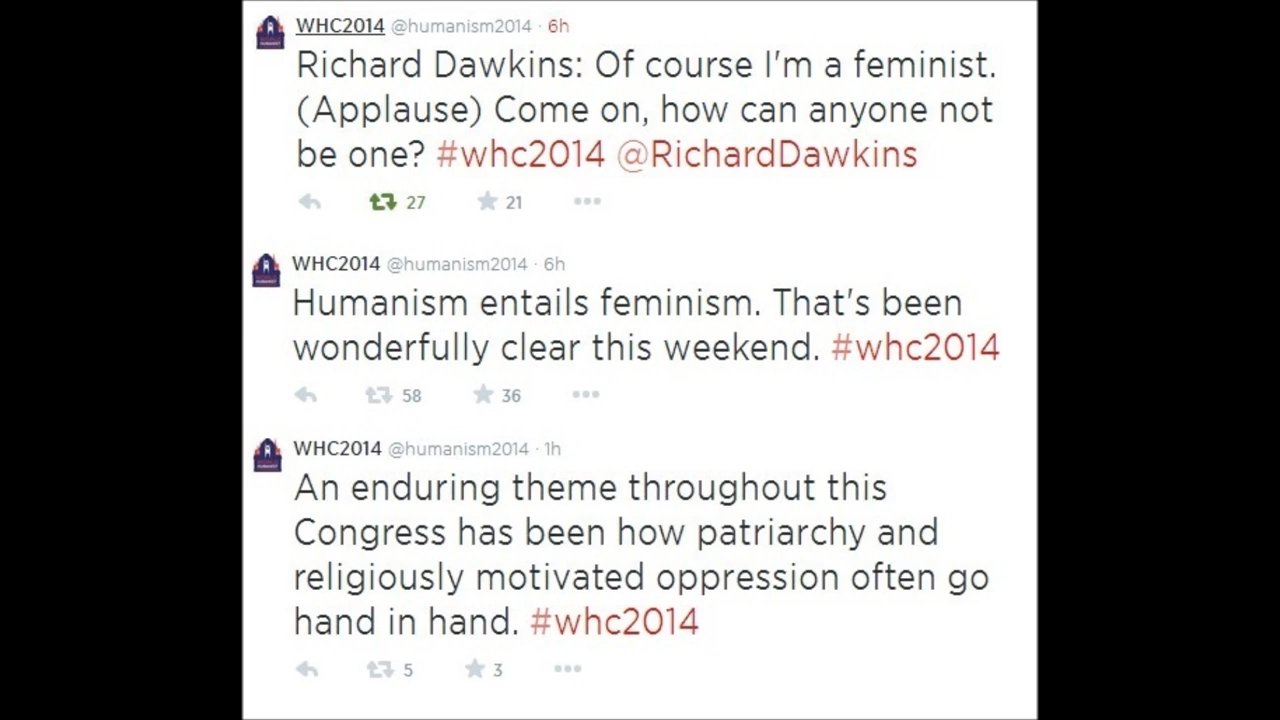 WHC2014 @humanism2014 · 6h
Richard Dawkins: Of course I'm a feminist.
(Applause) Come on, how can anyone not
be one? #whc2014 @RichardDawkins
27 21
WHC2014 @humanism2014 · 6h
Humanism entails feminism. That's been
wonderfully clear this weekend. #whc2014
58 36
WHC2014 @humanism2014 · 1h
An enduring theme throughout this
Congress has been how patriarchy and
religiously motivated oppression often go
hand in hand. #whc2014
5 3